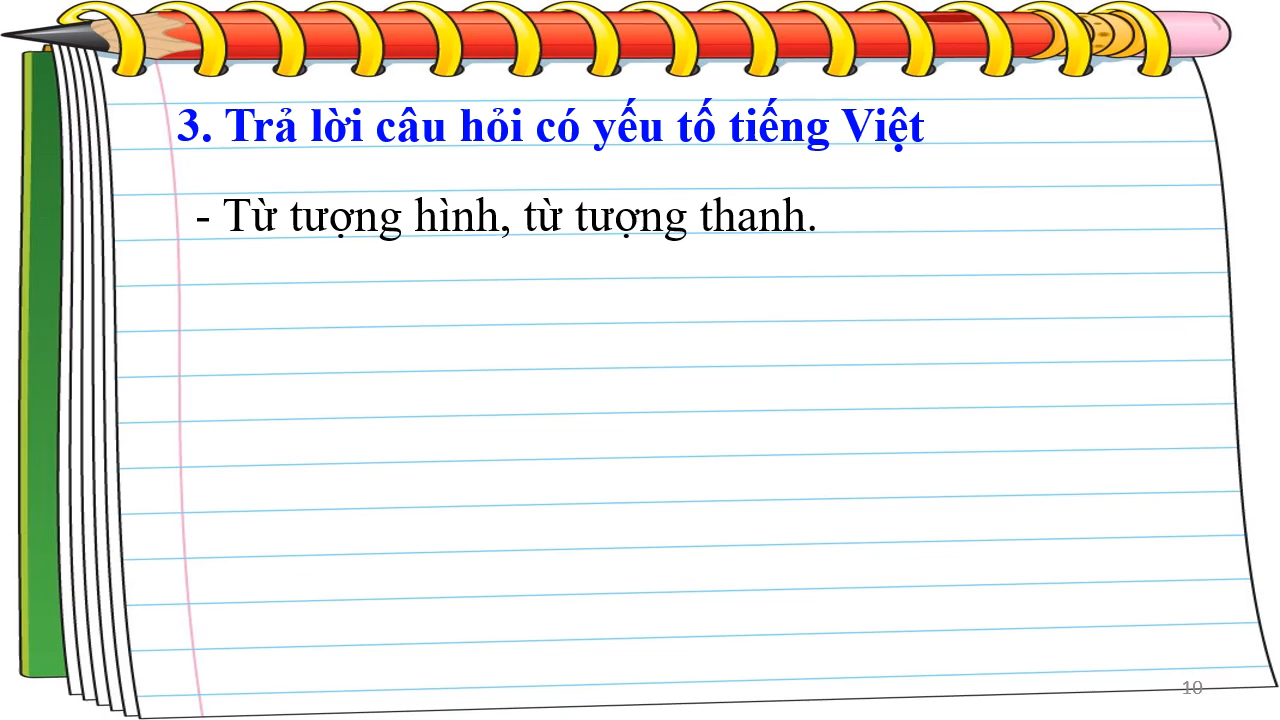 3. Trả lời câu hỏi có yếu tố tiếng Việt
- Từ tượng hình, từ tượng thanh.
10